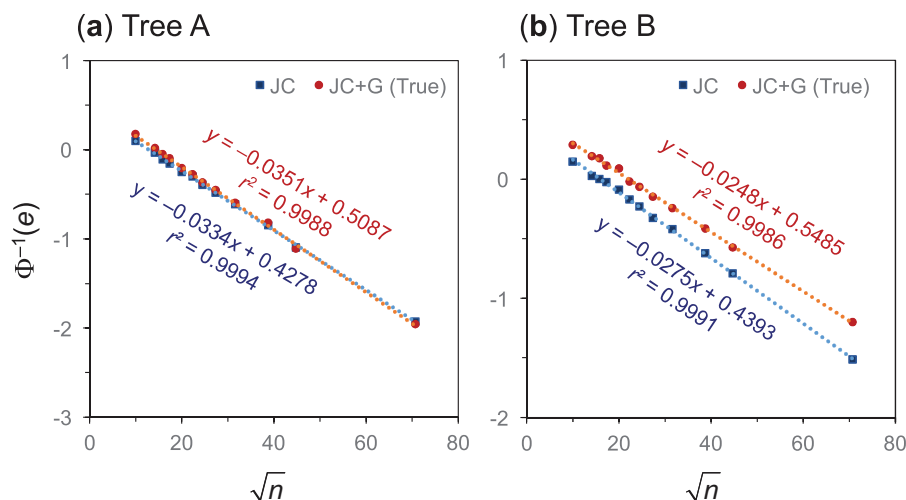 (a) Tree A
1
0
−1
−2
−3
Φ⁻¹(e)
JC
JC+G (True)
y = −0.0351x + 0.5087
r² = 0.9988
y = −0.0334x + 0.4278
r² = 0.9994
0 20 40 60 80
√n
(b) Tree B
1
0
-1
-2
JC
JC+G (True)
y = −0.0248x + 0.5485
r² = 0.9986
y = −0.0275x + 0.4393
r² = 0.9991
0 20 40 60 80
√n